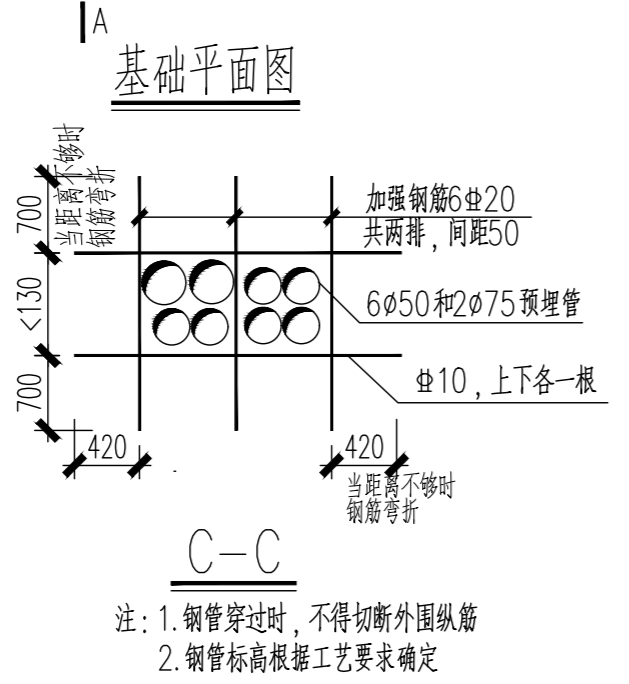 A
基础平面图
当距离不够时
钢筋弯折
700
<130
700
加强钢筋6Φ20
共两排，间距50
6ø50和2ø75预埋管
Φ10，上下各一根
420
420
当距离不够时
钢筋弯折
C-C
注：1.钢管穿过时，不得切断外围纵筋
2.钢管标高根据工艺要求确定